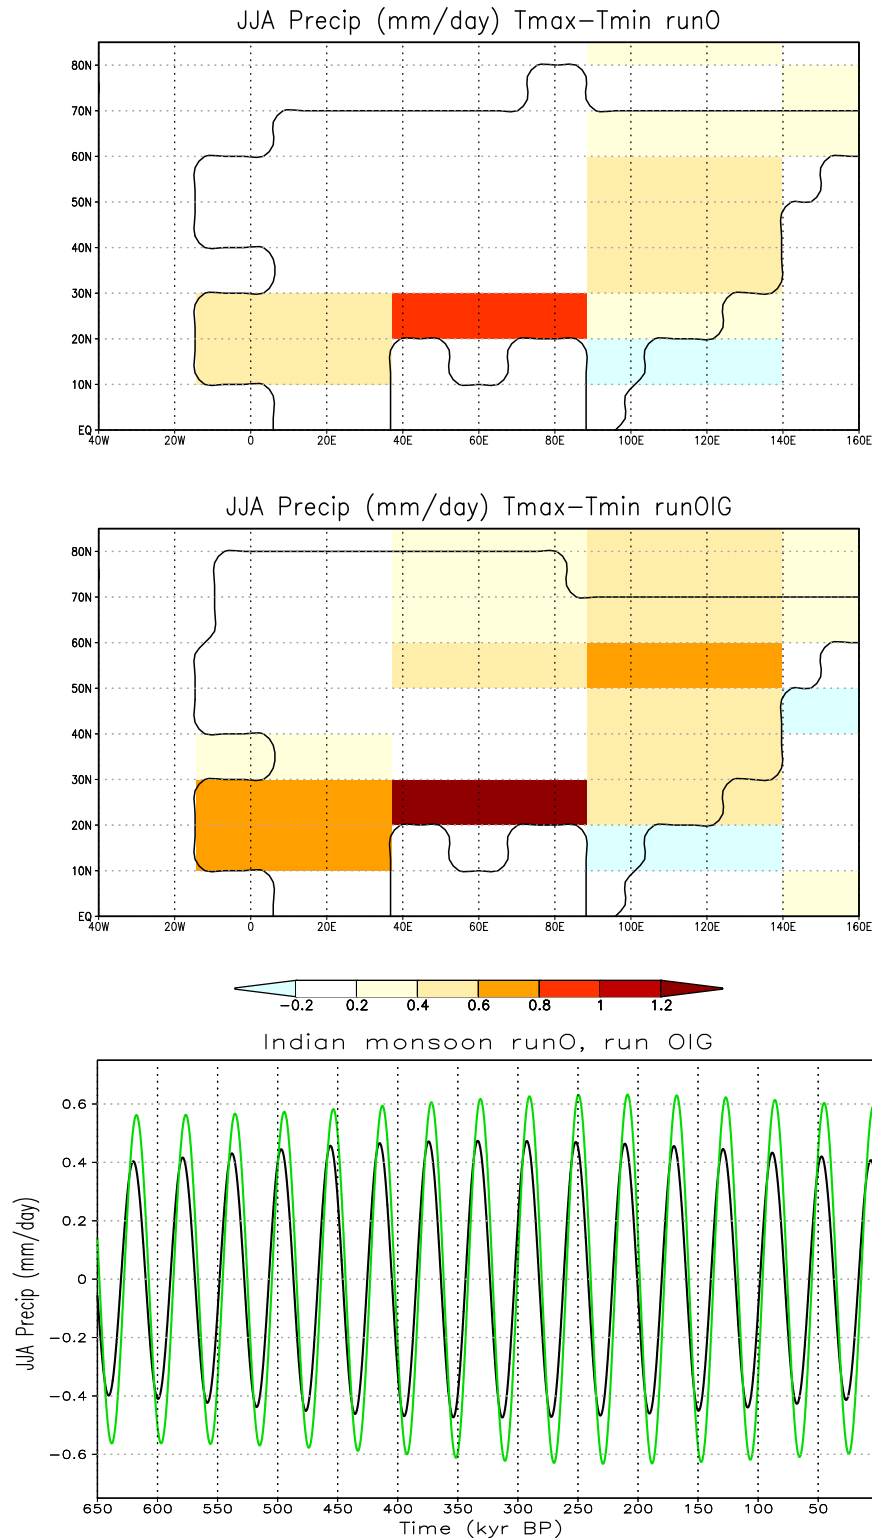 JJA Precip (mm/day) Tmax-Tmin runO
80N
70N
60N
50N
40N
30N
20N
10N
EQ
40W 20W 0 20E 40E 60E 80E 100E 120E 140E 160E
JJA Precip (mm/day) Tmax-Tmin runOIG
80N
70N
60N
50N
40N
30N
20N
10N
EQ
40W 20W 0 20E 40E 60E 80E 100E 120E 140E 160E
-0.2 0.2 0.4 0.6 0.8 1 1.2
Indian monsoon runO, run OIG
JJA Precip (mm/day)
0.6
0.4
0.2
0
-0.2
-0.4
-0.6
650 600 550 500 450 400 350 300 250 200 150 100 50
Time (kyr BP)